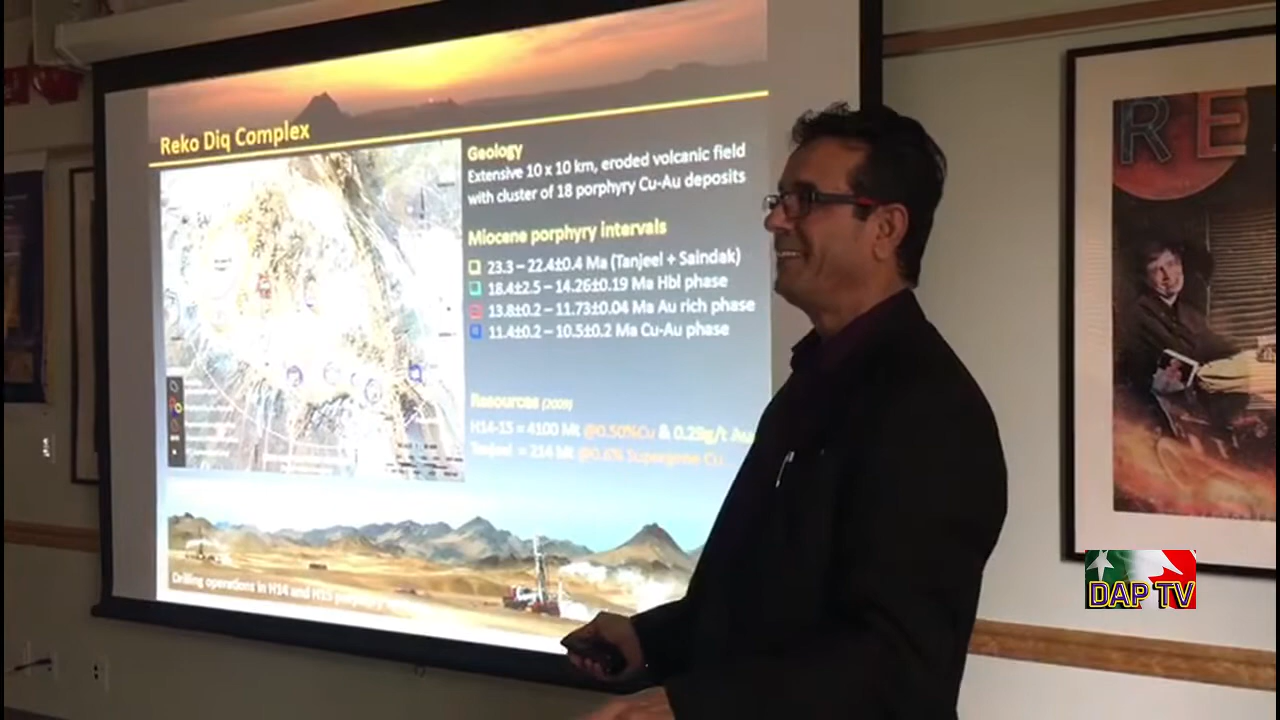 Reko Diq Complex
Geology
Extensive 10 x 10 km, eroded volcanic field
with cluster of 18 porphyry Cu-Au deposits
Miocene porphyry intervals
23.3 – 22.4±0.4 Ma (Tanjeel + Saindak)
18.4±2.5 – 14.26±0.19 Ma Hbl phase
13.8±0.2 – 11.73±0.04 Ma Au rich phase
11.4±0.2 – 10.5±0.2 Ma Cu-Au phase
Resources (2009)
H14-15 = 4100 Mt @0.50%Cu & 0.29g/t Au
Tanjeel = 214 Mt @0.6% Supergene Cu
Drilling operations in H14 and H15 porphyry
RE
DAP TV